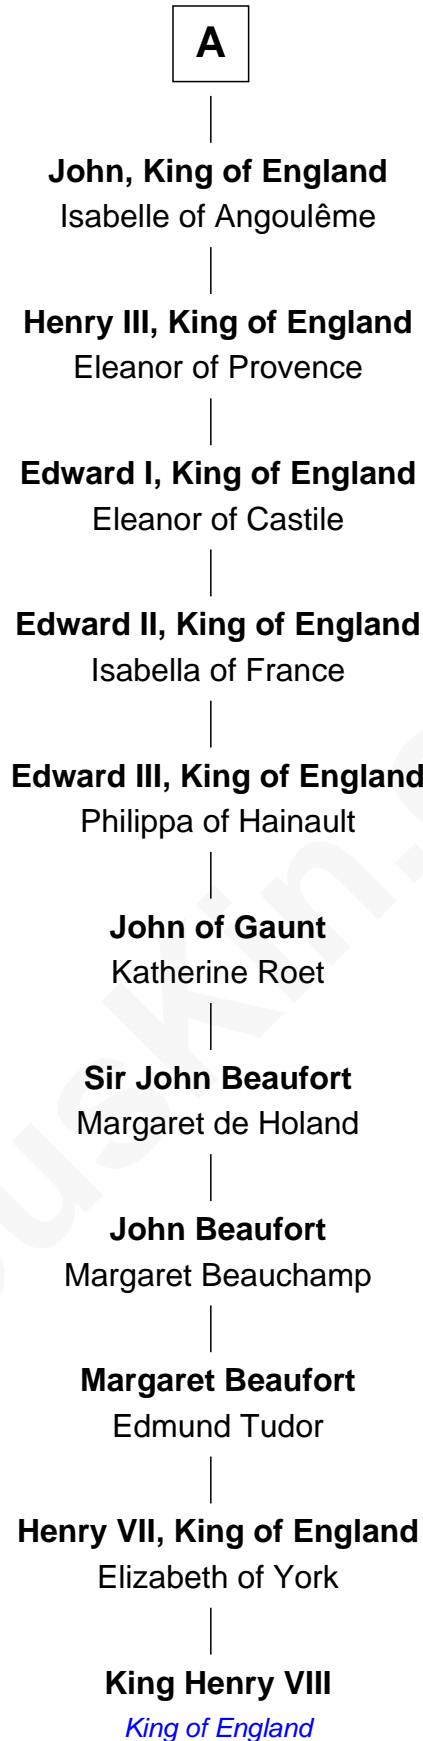 A
John, King of England
Isabelle of Angoulême
Henry III, King of England
Eleanor of Provence
Edward I, King of England
Eleanor of Castile
Edward II, King of England
Isabella of France
Edward III, King of England
Philippa of Hainault
John of Gaunt
Katherine Roet
Sir John Beaufort
Margaret de Holand
John Beaufort
Margaret Beauchamp
Margaret Beaufort
Edmund Tudor
Henry VII, King of England
Elizabeth of York
King Henry VIII
King of England